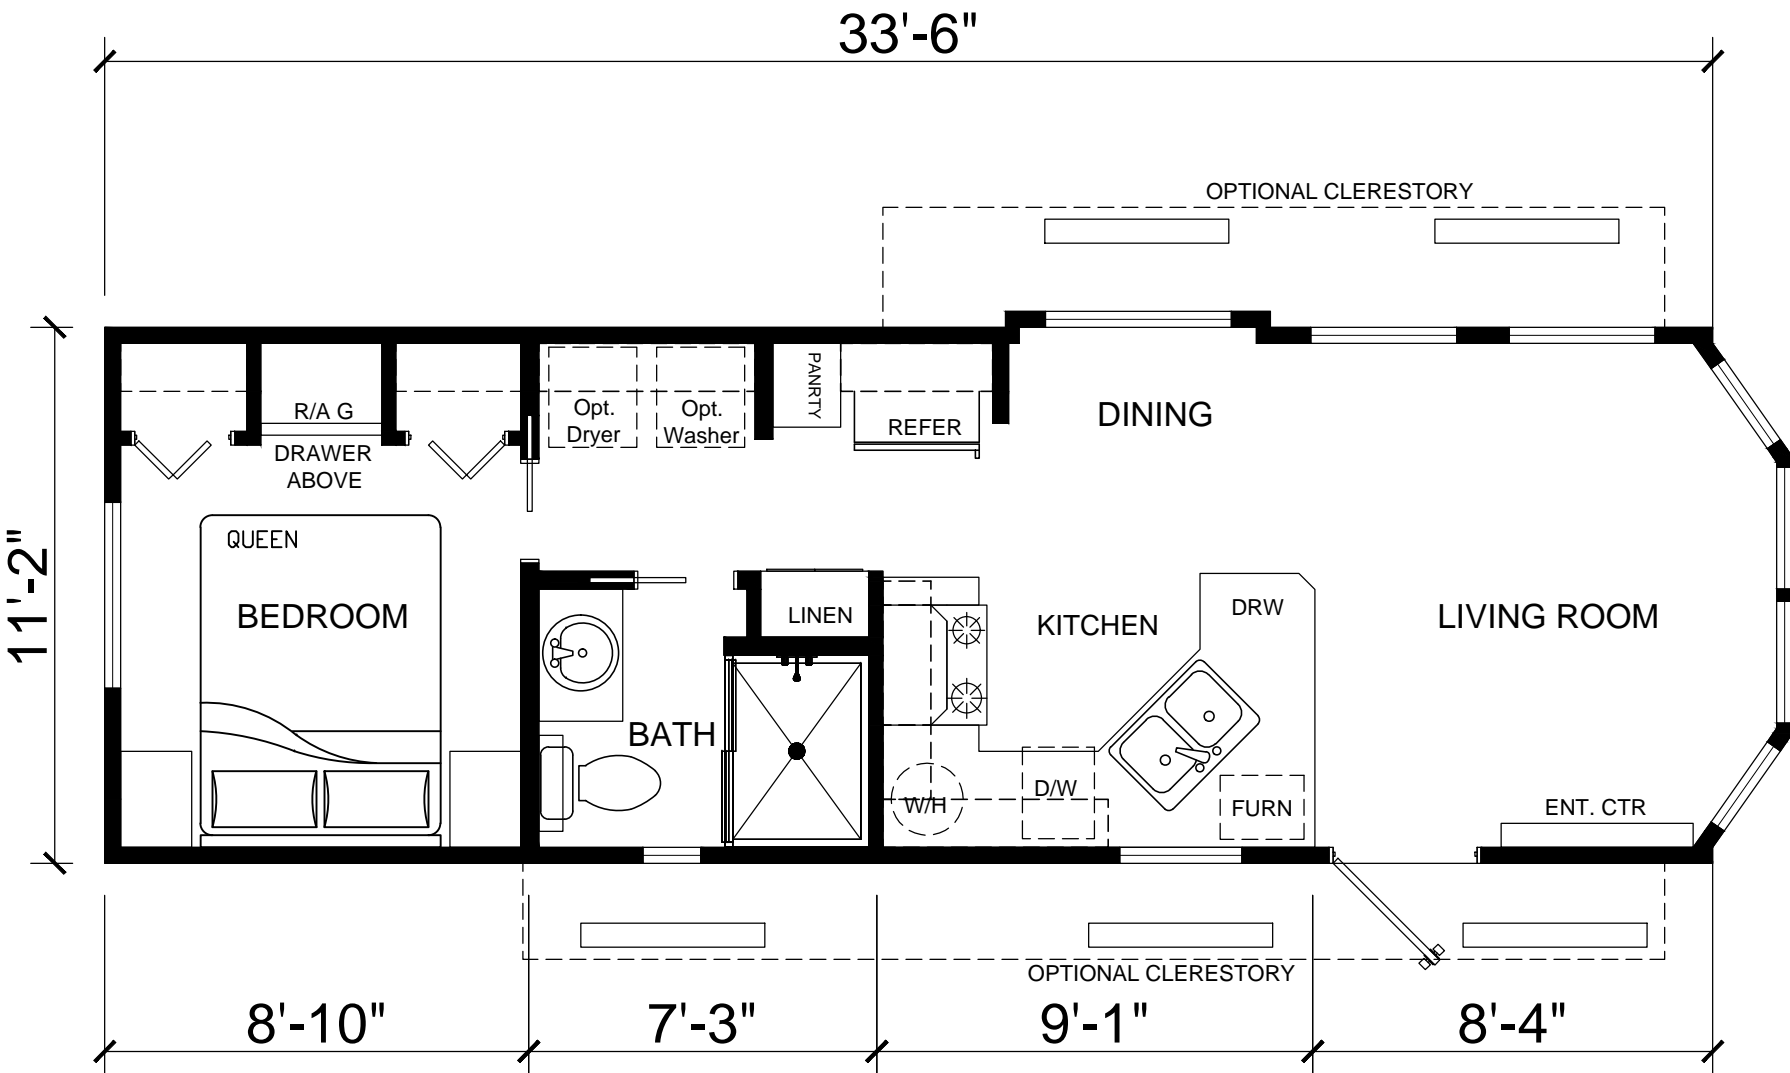 33'-6"
OPTIONAL CLERESTORY
R/A G
DRAWER
ABOVE
Opt.
Dryer
Opt.
Washer
PANRTY
REFER
DINING
11'-2"
QUEEN
BEDROOM
LINEN
BATH
KITCHEN
DRW
LIVING ROOM
W/H
D/W
FURN
ENT. CTR
OPTIONAL CLERESTORY
8'-10"
7'-3"
9'-1"
8'-4"